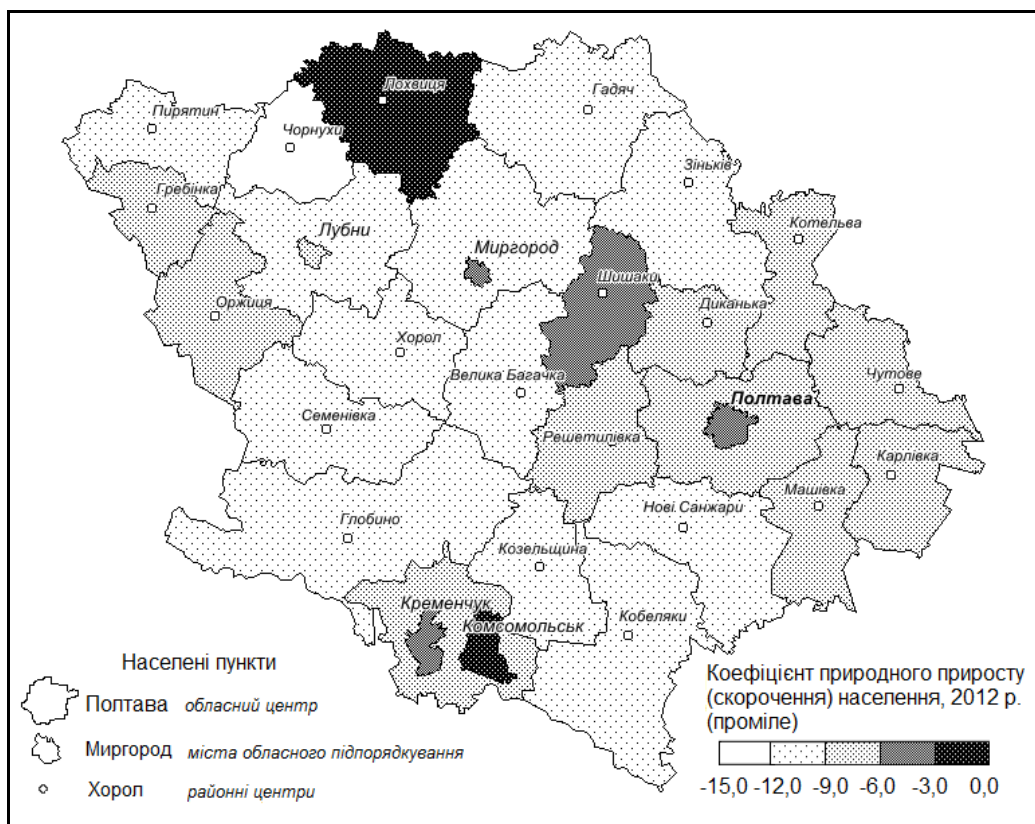 Лохвиця
Гадяч
Пирятин
Чорнухи
Зіньків
Гребінка
Котельва
Лубни
Миргород
Шишаки
Оржиця
Диканька
Хорол
Велика Багачка
Чутове
Полтава
Семенівка
Решетилівка
Карлівка
Машівка
Нові Санжари
Глобино
Козельщина
Кременчук
Кобеляки
Комсомольськ
Населені пункти
Полтава обласний центр
Миргород міста обласного підпорядкування
Хорол районні центри
Коефіцієнт природного приросту
(скорочення) населення, 2012 р.
(проміле)
-15,0 -12,0 -9,0 -6,0 -3,0 0,0